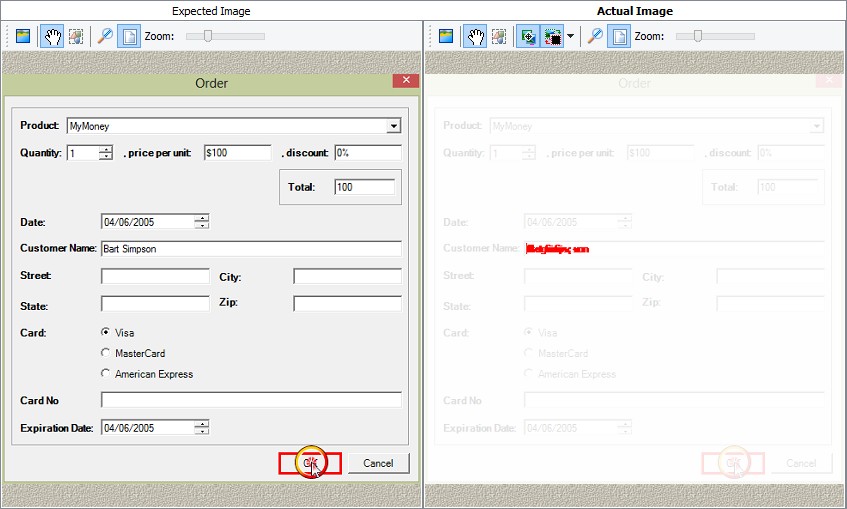 Expected Image
Actual Image
Zoom:
Zoom:
Order
Product: MyMoney
Quantity: 1 , price per unit: $100 , discount: 0%
Total: 100
Date: 04/06/2005
Customer Name: Bart Simpson
Street: City:
State: Zip:
Card: Visa
MasterCard
American Express
Card No
Expiration Date: 04/06/2005
Cancel
Order
Product: MyMoney
Quantity: 1 , price per unit: $100 , discount: 0%
Total: 100
Date: 04/06/2005
Customer Name:
Street: City:
State: Zip:
Card: Visa
MasterCard
American Express
Card No
Expiration Date: 04/06/2005
Cancel